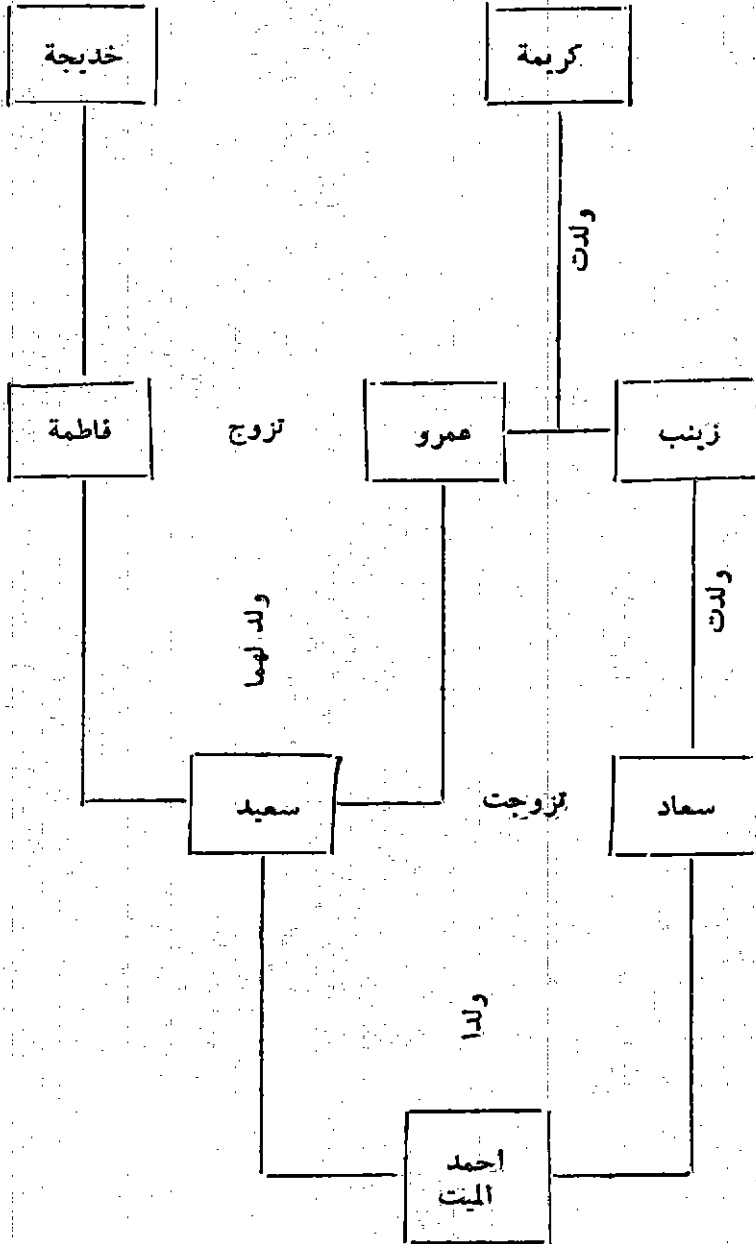 كريمة
خديجة
ولدت
زينب
عمرو
تزوج
فاطمة
ولدت
ولد لهما
سعاد
تزوجت
سعيد
ولدا
احمد
الميت